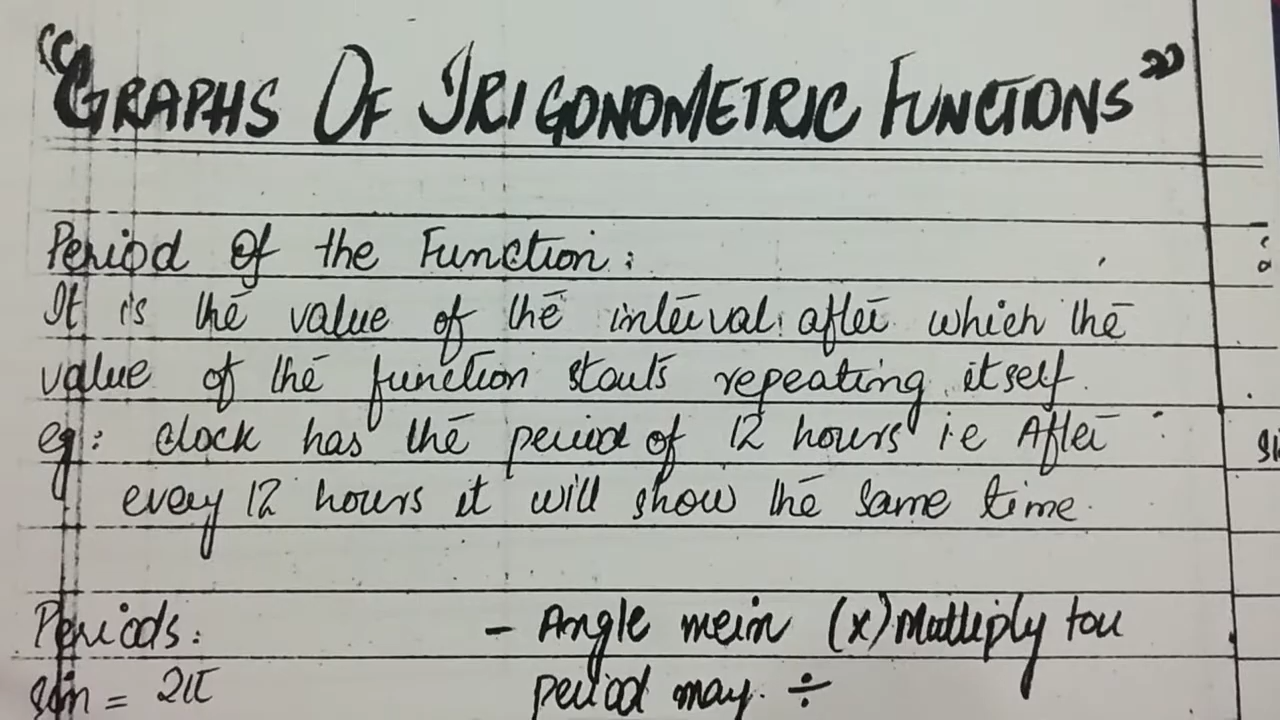 "GRAPHS OF TRIGONOMETRIC FUNCTIONS"
Period Of the Function:
It is the value of the interval after which the
value of the function starts repeating itself.
eg: clock has the period of 12 hours i.e After
every 12 hours it will show the same time.
Periods:
- Angle mein (x) Multiply tou
sin = 2π
period may ÷